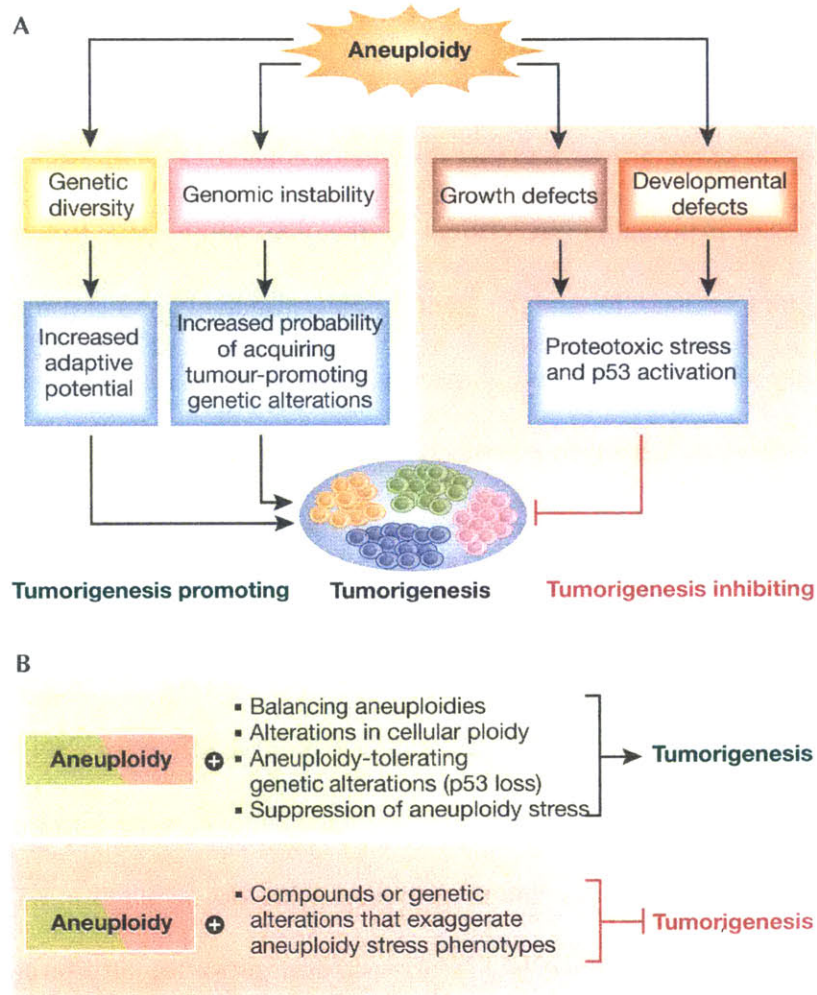 A
Aneuploidy
Genetic
diversity
Genomic instability
Growth defects
Developmental
defects
Increased
adaptive
potential
Increased probability
of acquiring
tumour-promoting
genetic alterations
Proteotoxic stress
and p53 activation
Tumorigenesis promoting
Tumorigenesis
Tumorigenesis inhibiting
B
Aneuploidy
+
▪ Balancing aneuploidies
▪ Alterations in cellular ploidy
▪ Aneuploidy-tolerating
genetic alterations (p53 loss)
▪ Suppression of aneuploidy stress
Tumorigenesis
Aneuploidy
+
▪ Compounds or genetic
alterations that exaggerate
aneuploidy stress phenotypes
Tumorigenesis